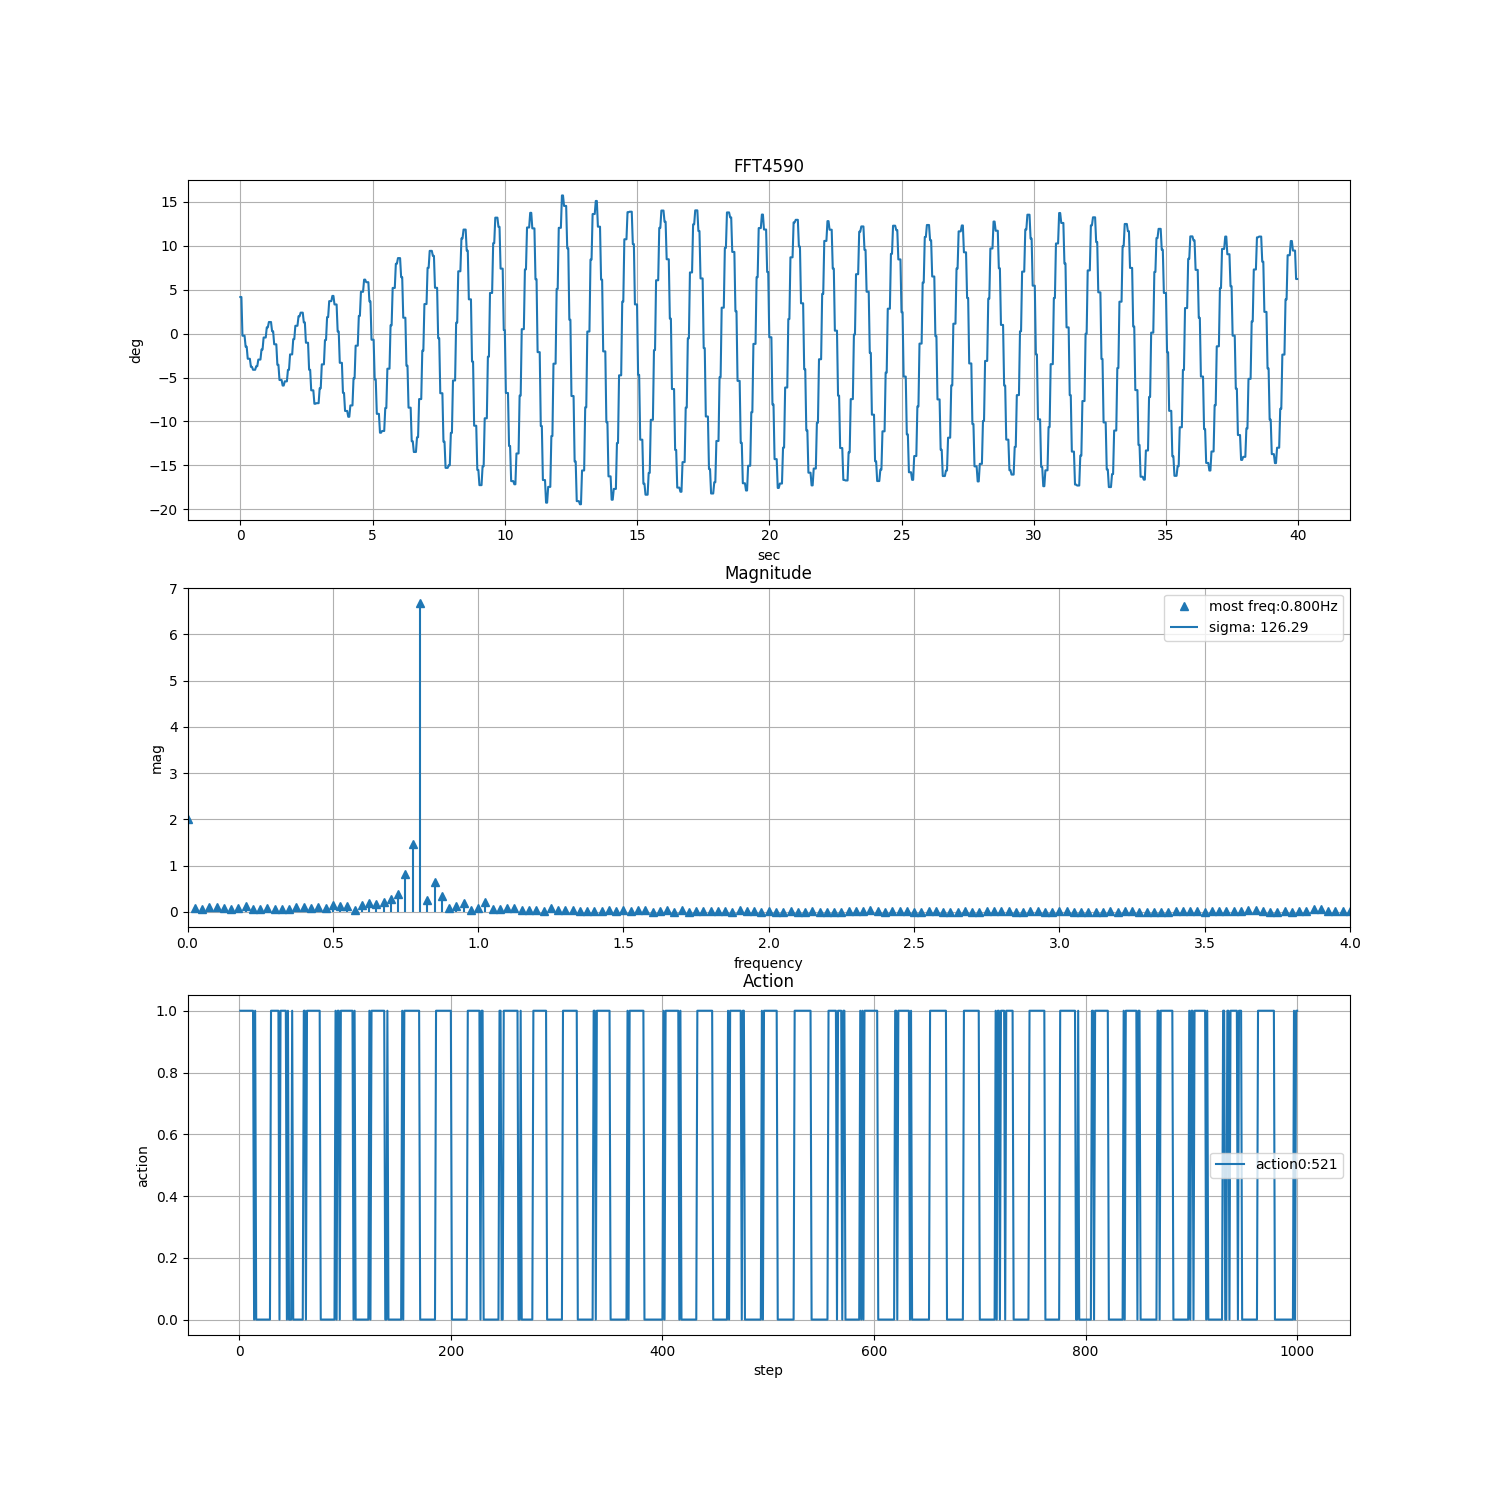 FFT4590
15
10
5
0
−5
−10
−15
−20
deg
0 5 10 15 20 25 30 35 40
sec
Magnitude
7
6
5
4
3
2
1
0
mag
most freq:0.800Hz
sigma: 126.29
0.0 0.5 1.0 1.5 2.0 2.5 3.0 3.5 4.0
frequency
Action
1.0
0.8
0.6
0.4
0.2
0.0
action
action0:521
0 200 400 600 800 1000
step